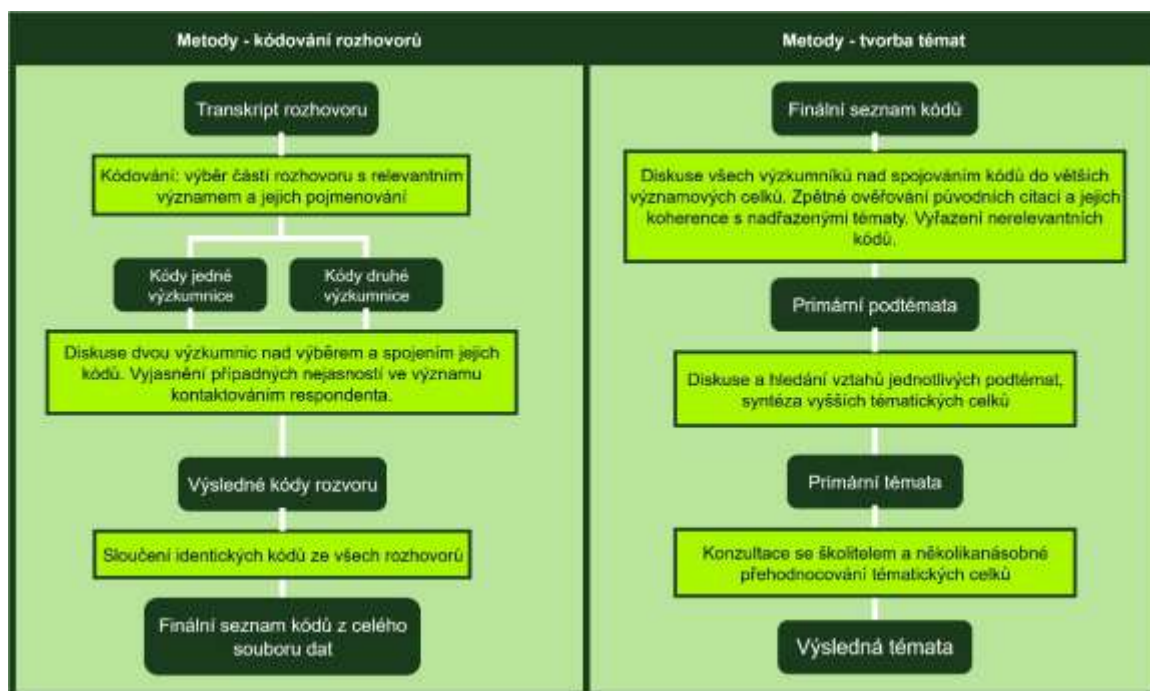 Metody - kódování rozhovorů
Transkript rozhovoru
Kódování: výběr částí rozhovoru s relevantním
významem a jejich pojmenování
Kódy jedné
výzkumnice
Kódy druhé
výzkumnice
Diskuse dvou výzkumnic nad výběrem a spojením jejich
kódů. Vyjasnění případných nejasností ve významu
kontaktováním respondenta.
Výsledné kódy rozvoru
Sloučení identických kódů ze všech rozhovorů
Finální seznam kódů z celého
souboru dat
Metody - tvorba témat
Finální seznam kódů
Diskuse všech výzkumníků nad spojováním kódů do větších
významových celků. Zpětné ověřování původních citací a jejich
koherence s nadřazenými tématy. Vyřazení nerelevantních
kódů.
Primární podtémata
Diskuse a hledání vztahů jednotlivých podtémat,
syntéza vyšších tématických celků
Primární témata
Konzultace se školitelem a několikanásobné
přehodnocování tématických celků
Výsledná témata